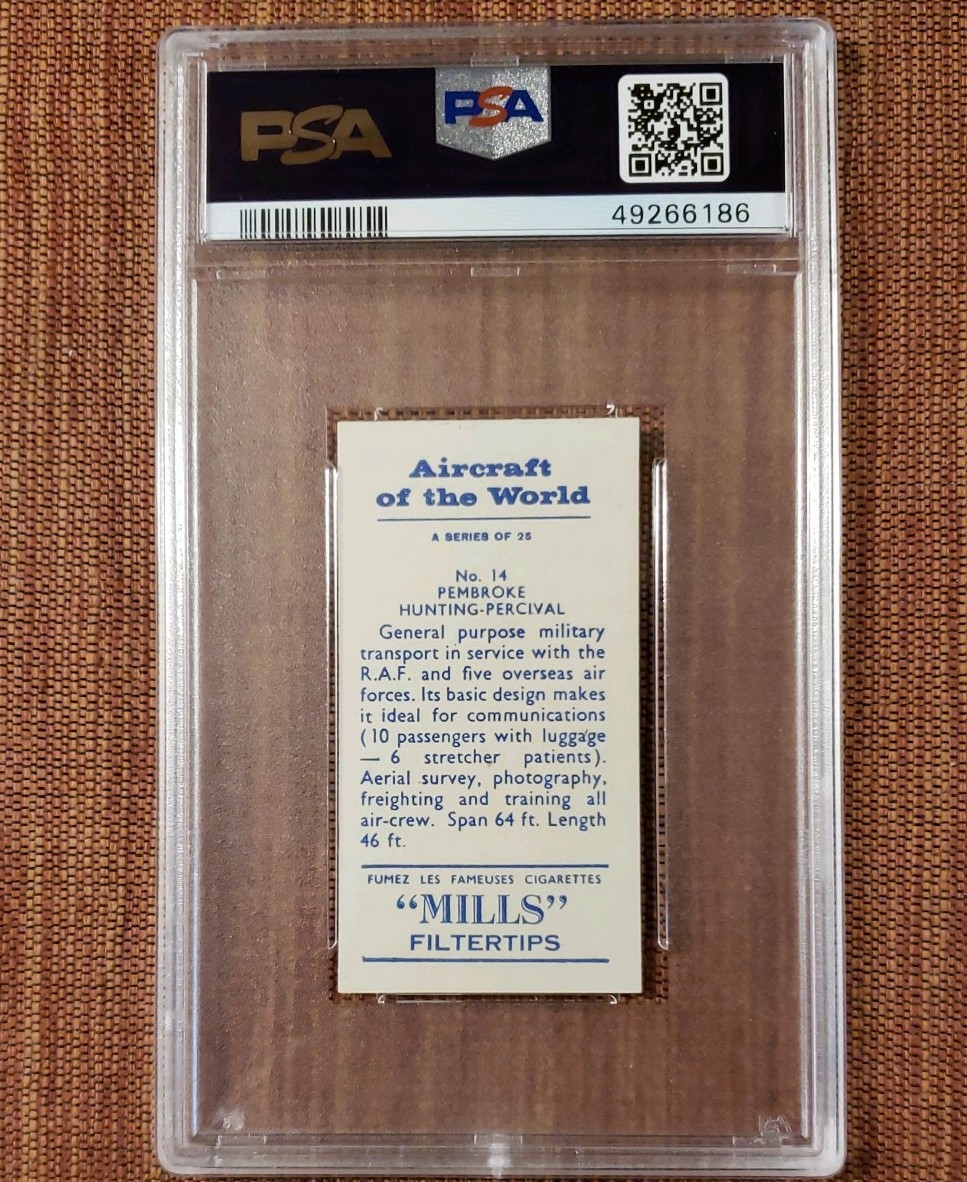 PSA
PSA
49266186
Aircraft
of the World
A SERIES OF 25
No. 14
PEMBROKE
HUNTING-PERCIVAL
General purpose military
transport in service with the
R.A.F. and five overseas air
forces. Its basic design makes
it ideal for communications
(10 passengers with luggage
— 6 stretcher patients).
Aerial survey, photography,
freighting and training all
air-crew. Span 64 ft. Length
46 ft.
FUMEZ LES FAMEUSES CIGARETTES
“MILLS”
FILTERTIPS